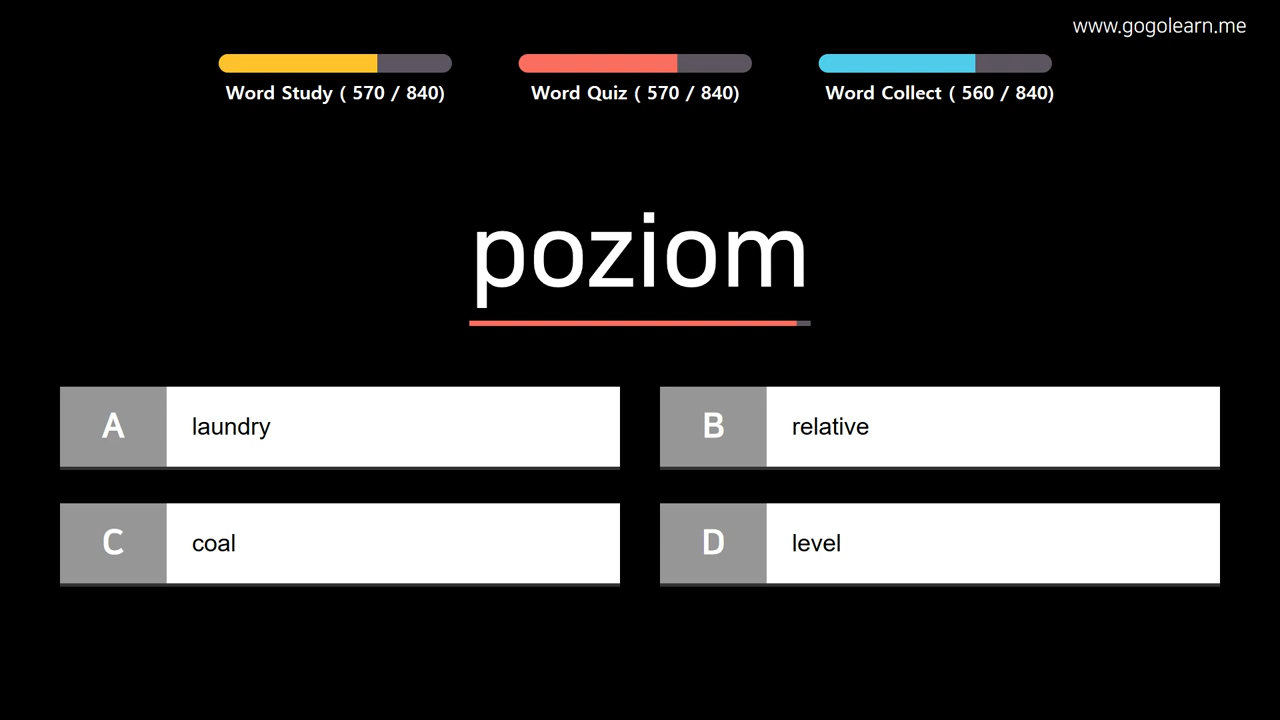 www.gogolearn.me
Word Study ( 570 / 840)
Word Quiz ( 570 / 840)
Word Collect ( 560 / 840)
poziom
A laundry
B relative
C coal
D level